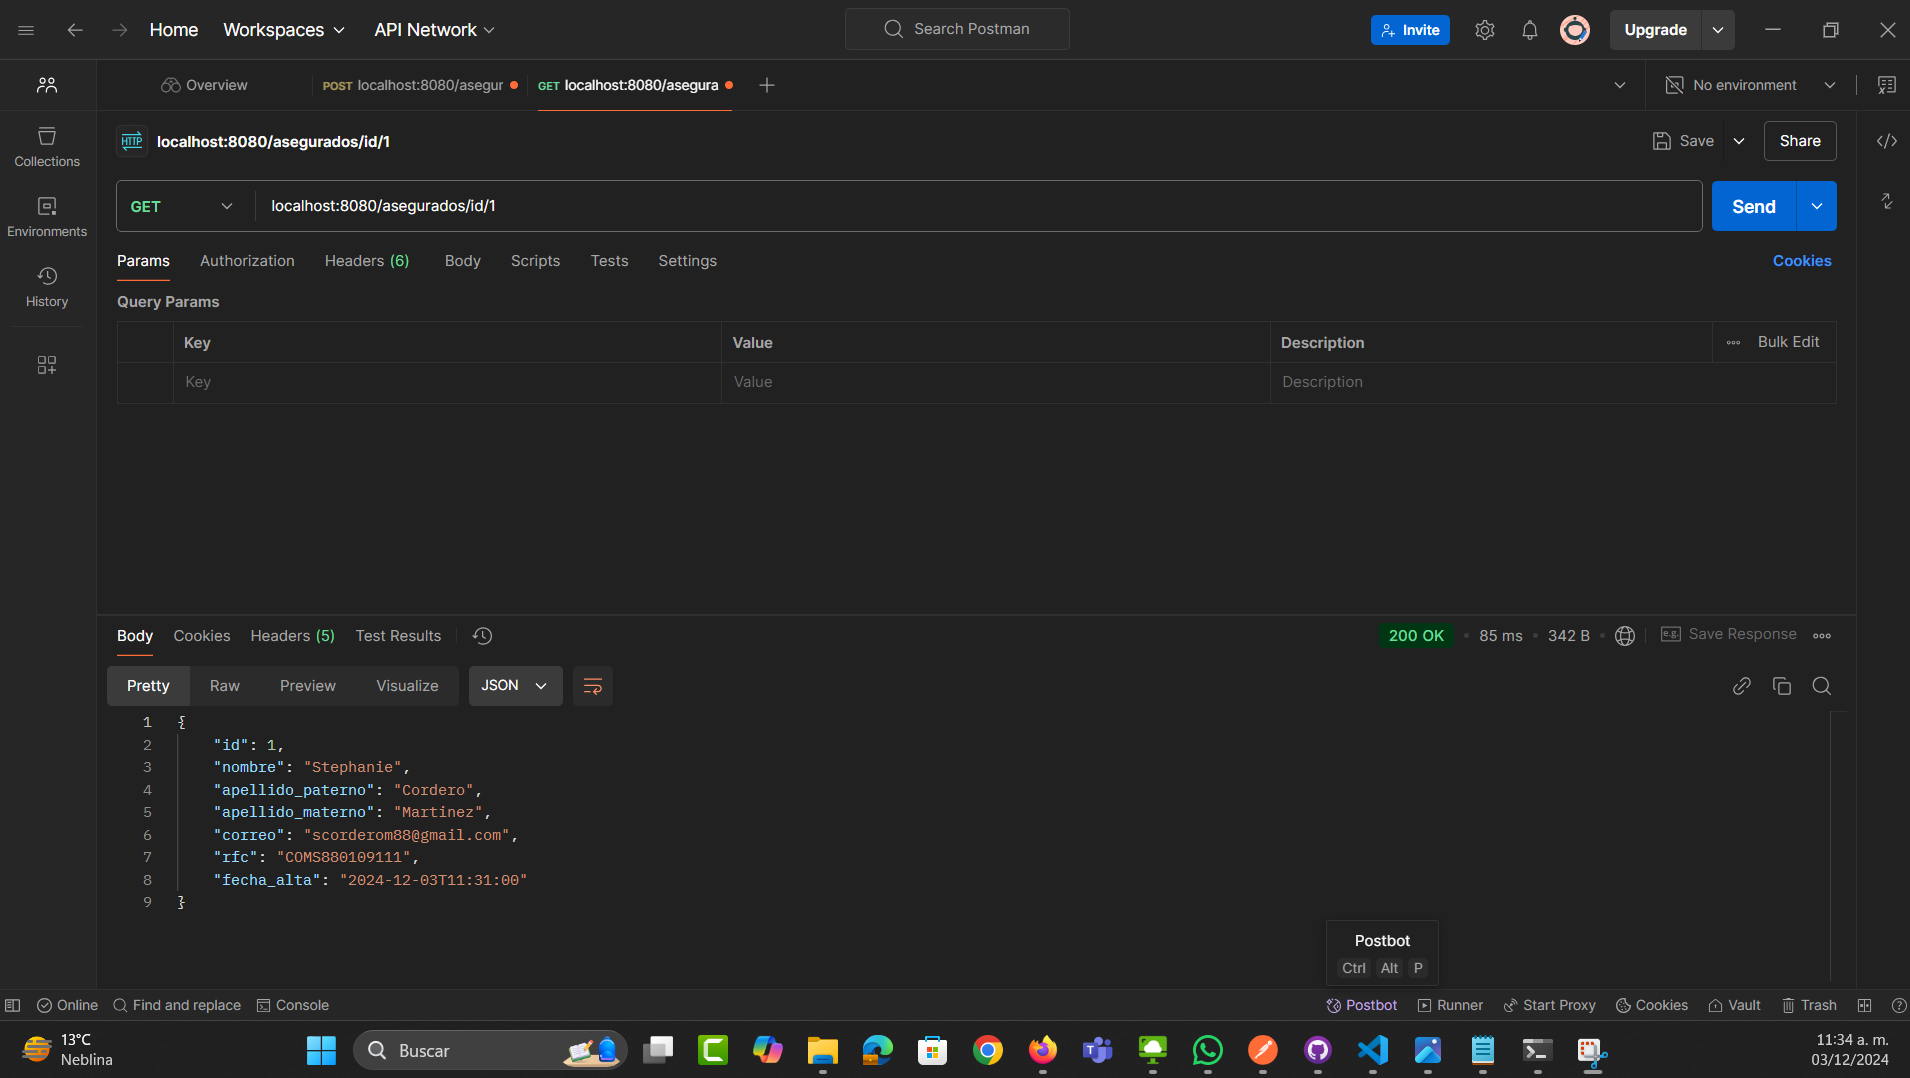 Home Workspaces API Network Search Postman Invite Upgrade
Overview POST localhost:8080/asegur GET localhost:8080/asegura No environment
HTTP localhost:8080/asegurados/id/1 Save Share
Collections
Environments
History
GET localhost:8080/asegurados/id/1 Send
Params Authorization Headers (6) Body Scripts Tests Settings Cookies
Query Params
Key Value Description Bulk Edit
Key Value Description
Body Cookies Headers (5) Test Results 200 OK 85 ms 342 B e.g. Save Response
Pretty Raw Preview Visualize JSON
1 {
2 "id": 1,
3 "nombre": "Stephanie",
4 "apellido_paterno": "Cordero",
5 "apellido_materno": "Martinez",
6 "correo": "scorderom88@gmail.com",
7 "rfc": "COMS880109111",
8 "fecha_alta": "2024-12-03T11:31:00"
9 }
Postbot
Ctrl Alt P
Online Find and replace Console Postbot Runner Start Proxy Cookies Vault Trash
13°C
Neblina
Buscar
11:34 a. m.
03/12/2024